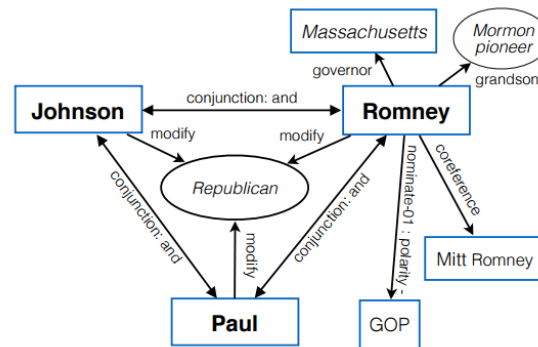 Massachusetts
Mormon
pioneer
governor
grandson
Johnson
conjunction: and
Romney
modify
modify
Republican
conjunction: and
modify
conjunction: and
nominate-01 : polarity -
coreference
Mitt Romney
Paul
GOP